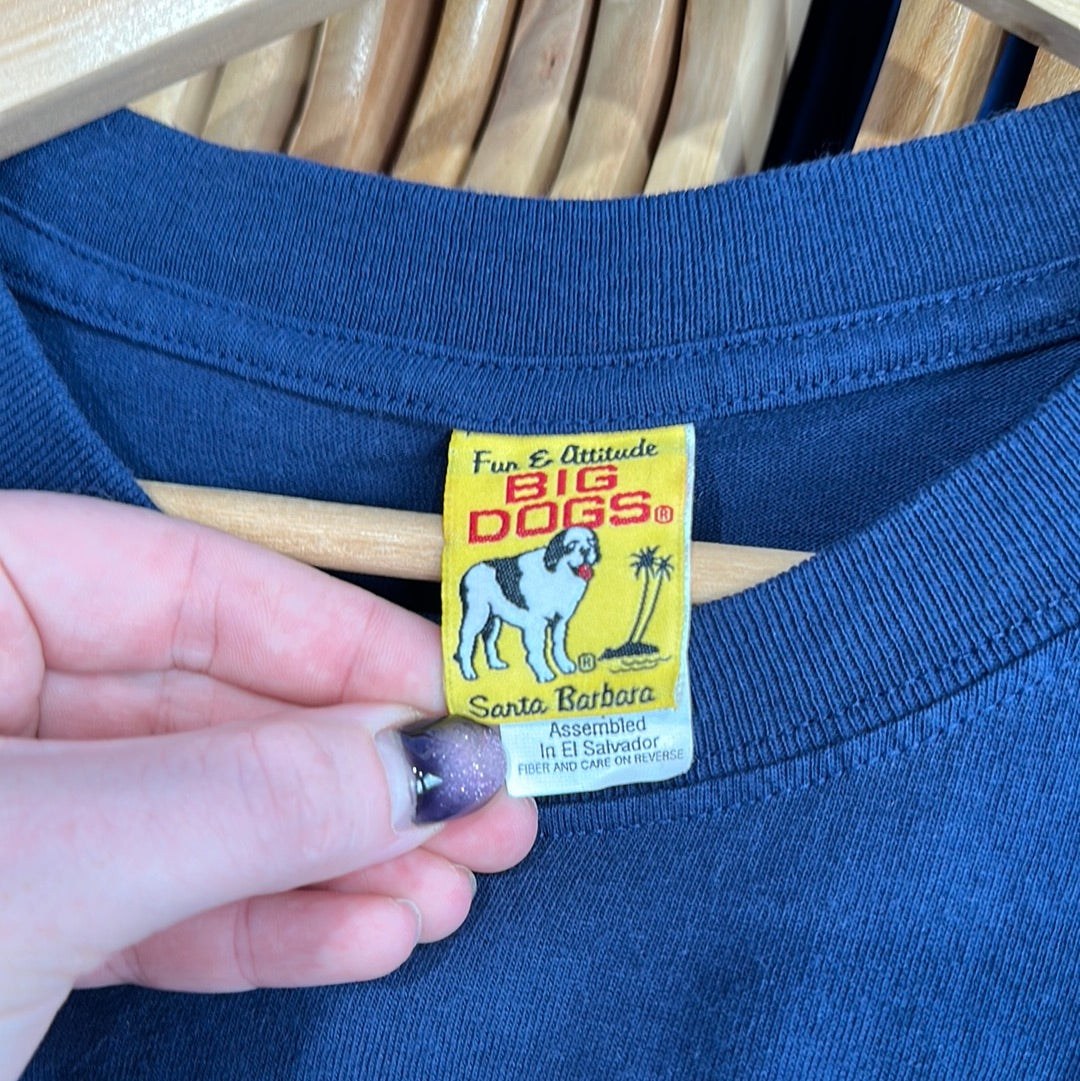 Fun & Attitude
BIG
DOGS®
®
Santa Barbara
Assembled
In El Salvador
FIBER AND CARE ON REVERSE